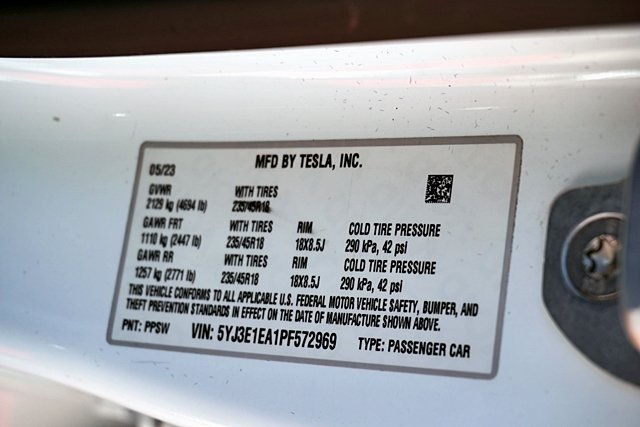 MFD BY TESLA, INC.
05/23
GVWR WITH TIRES
2129 kg (4694 lb) 235/45R18
GAWR FRT WITH TIRES RIM COLD TIRE PRESSURE
1110 kg (2447 lb) 235/45R18 18X8.5J 290 kPa, 42 psi
GAWR RR WITH TIRES RIM COLD TIRE PRESSURE
1257 kg (2771 lb) 235/45R18 18X8.5J 290 kPa, 42 psi
THIS VEHICLE CONFORMS TO ALL APPLICABLE U.S. FEDERAL MOTOR VEHICLE SAFETY, BUMPER, AND
THEFT PREVENTION STANDARDS IN EFFECT ON THE DATE OF MANUFACTURE SHOWN ABOVE.
PNT: PPSW VIN: 5YJ3E1EA1PF572969 TYPE: PASSENGER CAR